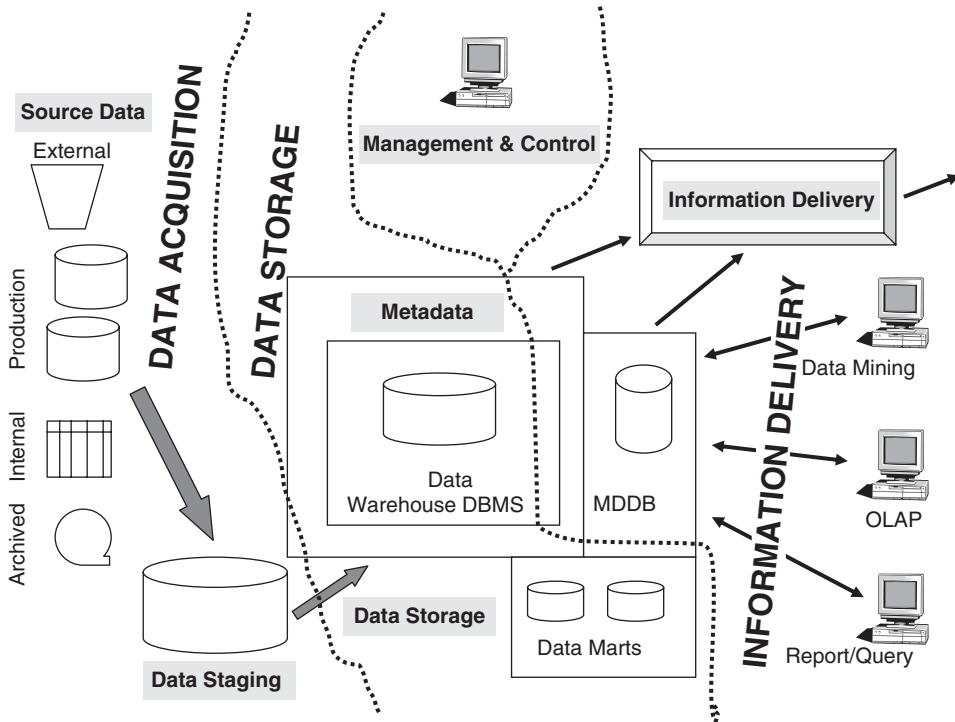 Source Data
External
Production
Internal
Archived
DATA ACQUISITION
Data Staging
DATA STORAGE
Management & Control
Metadata
Data
Warehouse DBMS
Data Storage
MDDB
Data Marts
Information Delivery
INFORMATION DELIVERY
Data Mining
OLAP
Report/Query